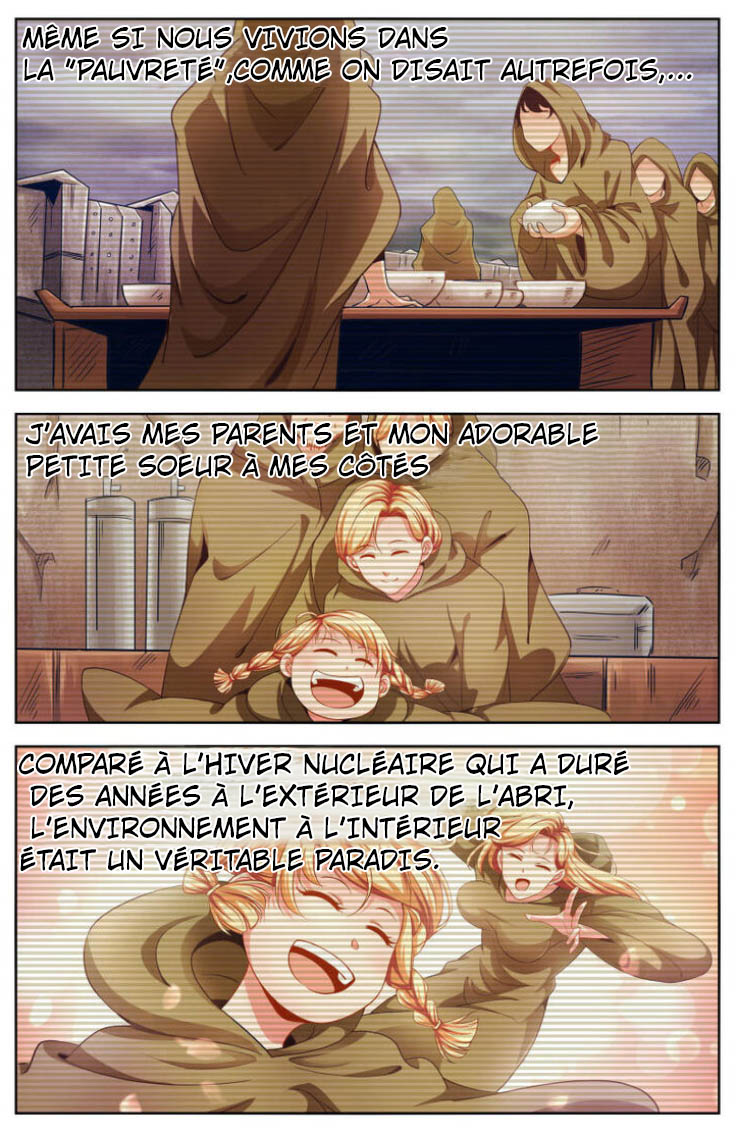 MÊME SI NOUS VIVIONS DANS
LA "PAUVRETÉ",COMME ON DISAIT AUTREFOIS,...
J'AVAIS MES PARENTS ET MON ADORABLE
PETITE SOEUR À MES CÔTÉS
COMPARÉ À L'HIVER NUCLÉAIRE QUI A DURÉ
DES ANNÉES À L'EXTÉRIEUR DE L'ABRI,
L'ENVIRONNEMENT À L'INTÉRIEUR
ÉTAIT UN VÉRITABLE PARADIS.